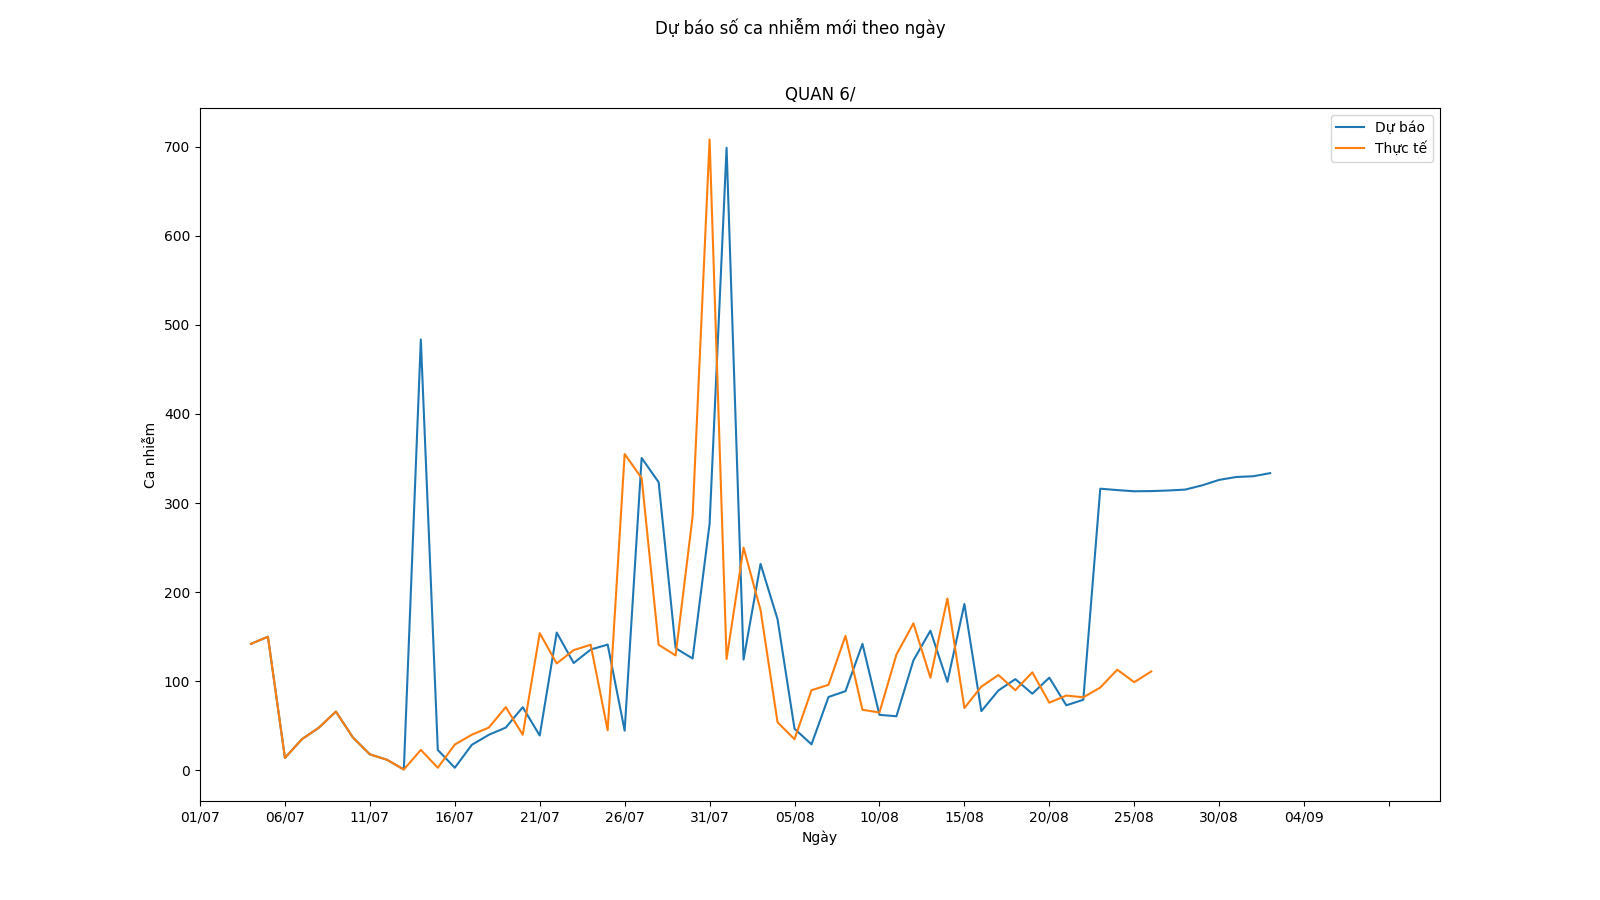 Dự báo số ca nhiễm mới theo ngày
QUAN 6/
Dự báo
Thực tế
700
600
500
400
300
200
100
0
Ca nhiễm
01/07 06/07 11/07 16/07 21/07 26/07 31/07 05/08 10/08 15/08 20/08 25/08 30/08 04/09
Ngày